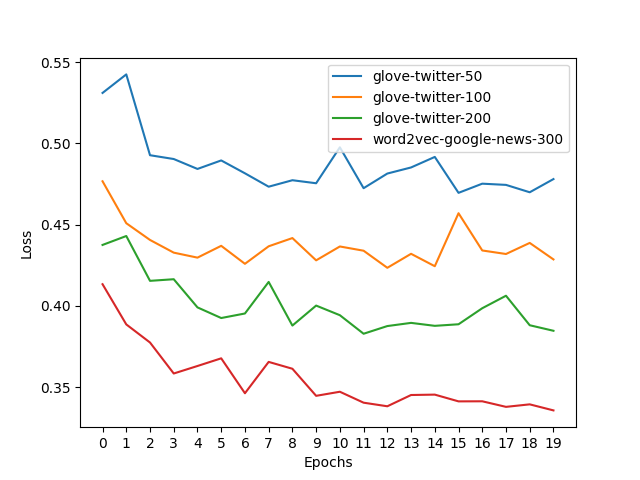 0.55
0.50
0.45
0.40
0.35
Loss
glove-twitter-50
glove-twitter-100
glove-twitter-200
word2vec-google-news-300
0 1 2 3 4 5 6 7 8 9 10 11 12 13 14 15 16 17 18 19
Epochs